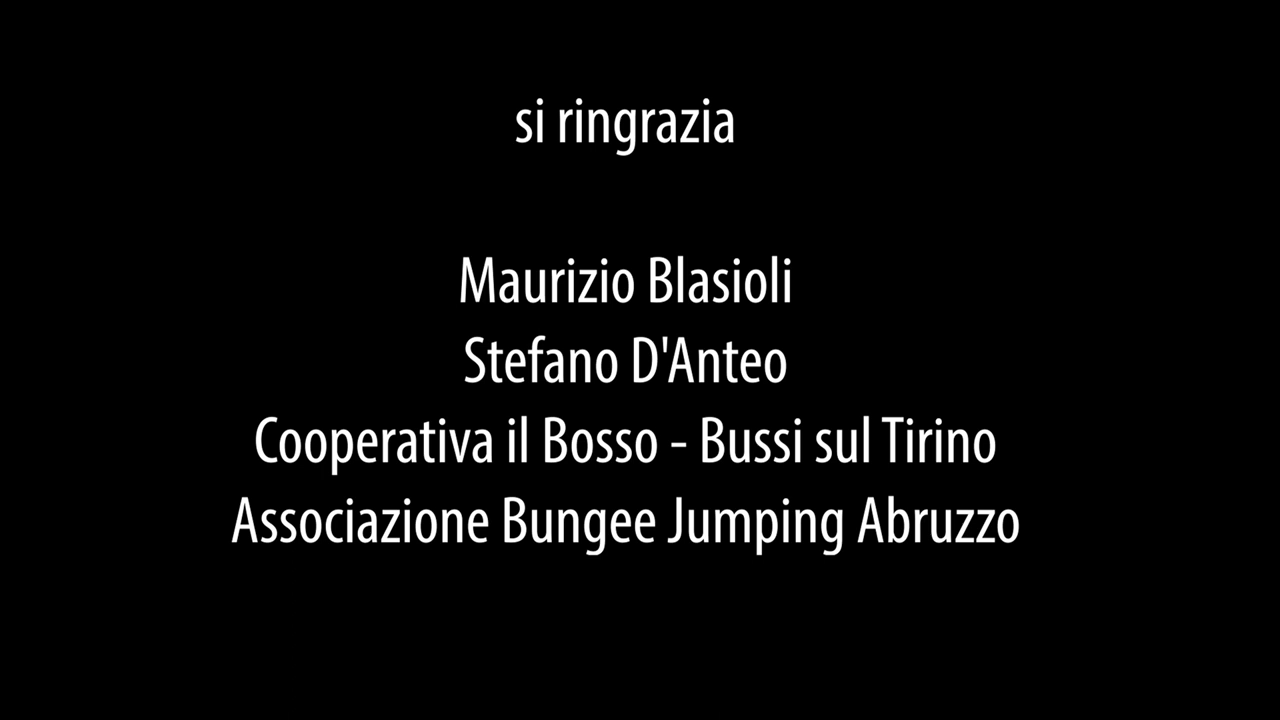 si ringrazia
Maurizio Blasioli
Stefano D'Anteo
Cooperativa il Bosso - Bussi sul Tirino
Associazione Bungee Jumping Abruzzo